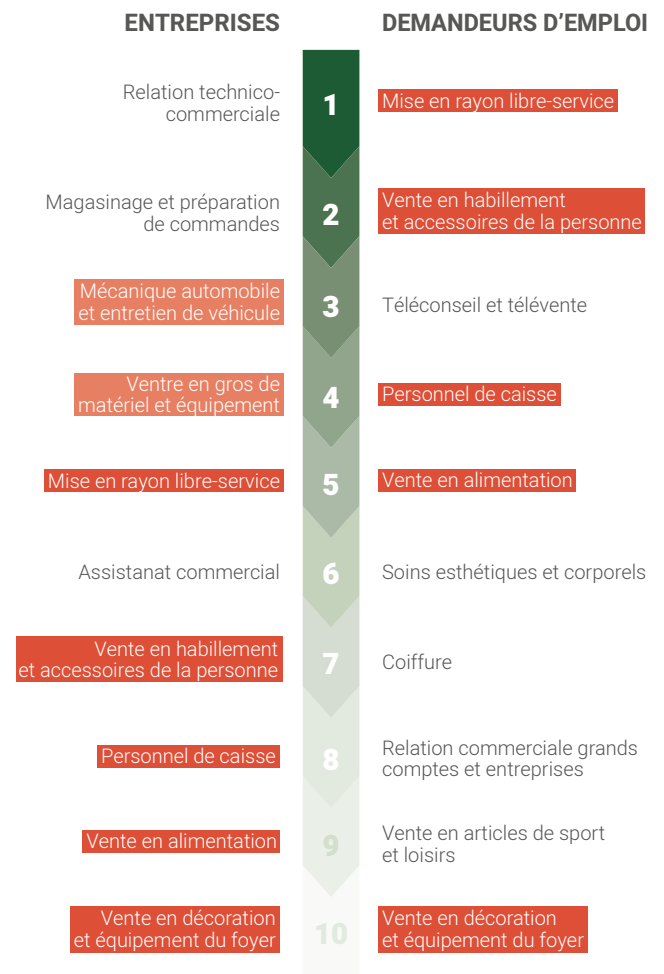 ENTREPRISES
DEMANDEURS D’EMPLOI
Relation technico-
commerciale
1
Mise en rayon libre-service
Magasinage et préparation
de commandes
2
Vente en habillement
et accessoires de la personne
Mécanique automobile
et entretien de véhicule
3
Téléconseil et télévente
Ventre en gros de
matériel et équipement
4
Personnel de caisse
Mise en rayon libre-service
5
Vente en alimentation
Assistanat commercial
6
Soins esthétiques et corporels
Vente en habillement
et accessoires de la personne
7
Coiffure
Personnel de caisse
8
Relation commerciale grands
comptes et entreprises
Vente en alimentation
9
Vente en articles de sport
et loisirs
Vente en décoration
et équipement du foyer
10
Vente en décoration
et équipement du foyer